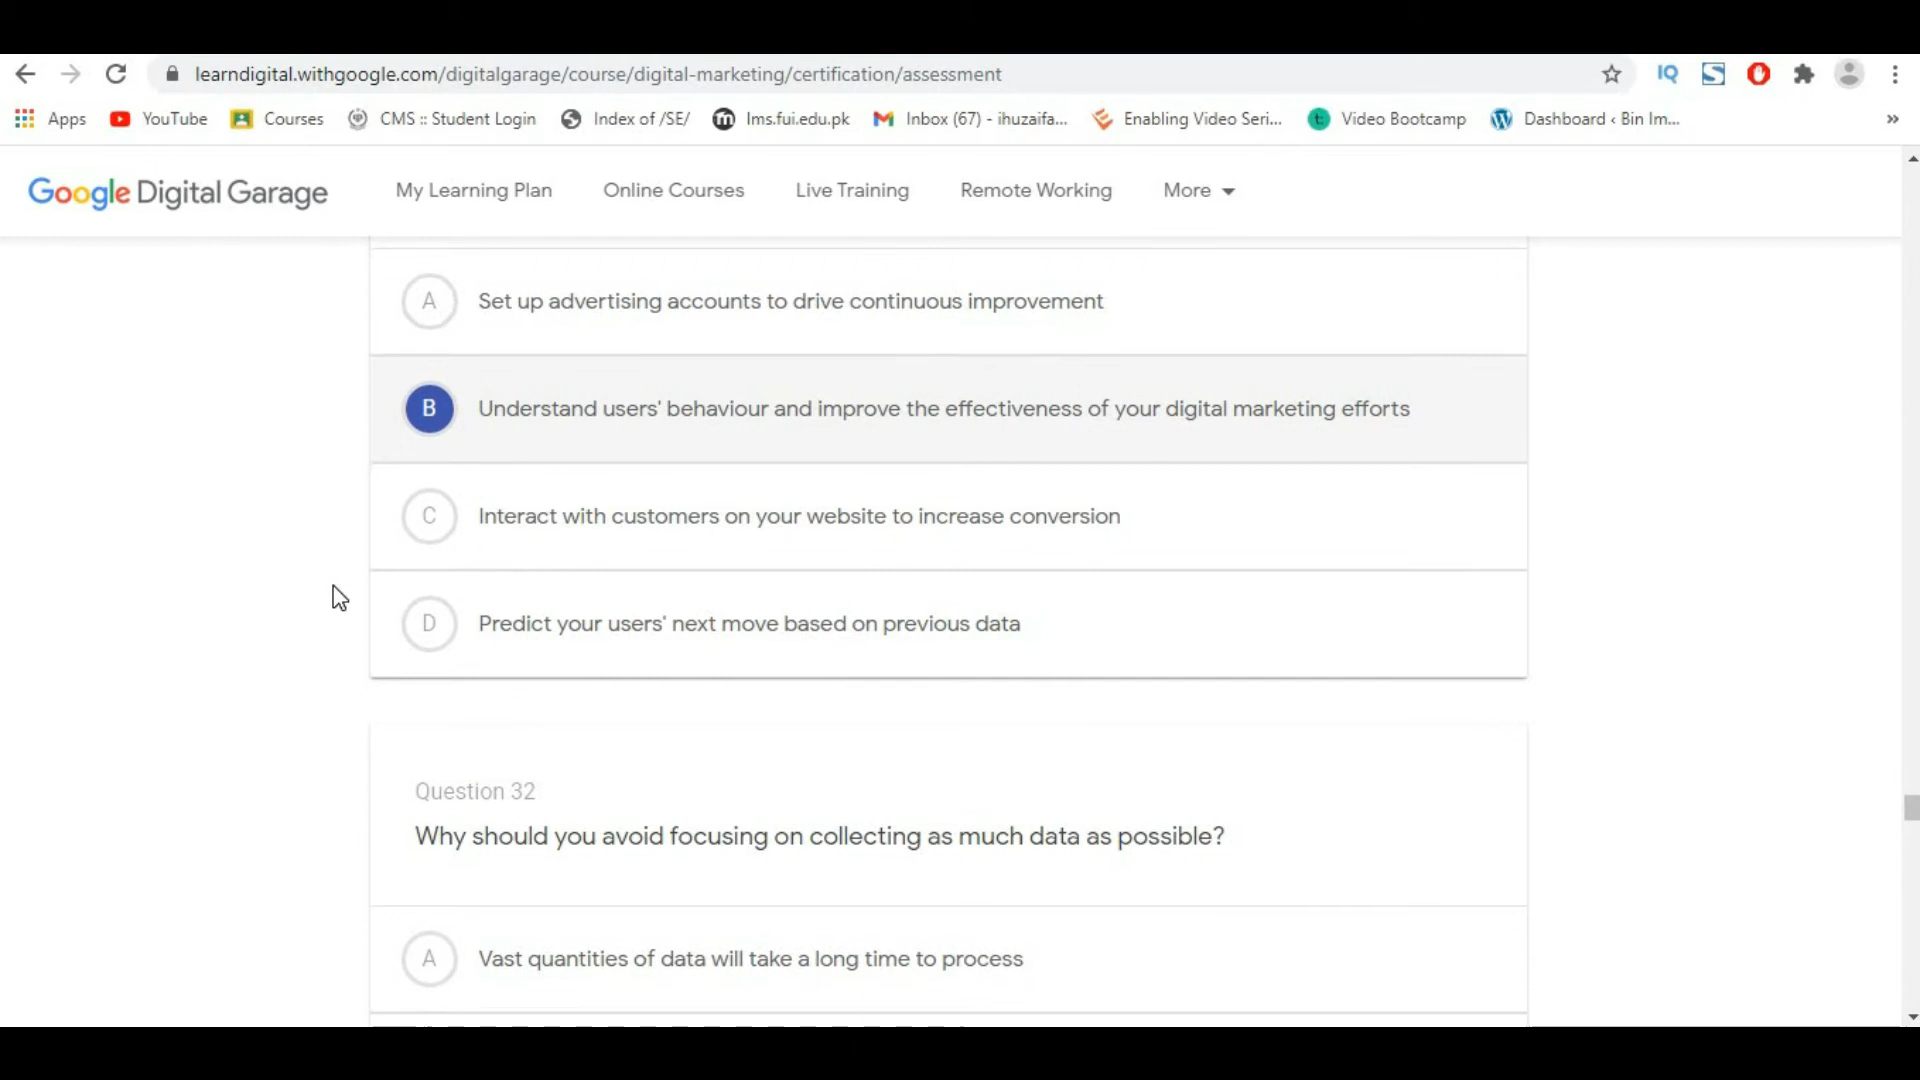 learndigital.withgoogle.com/digitalgarage/course/digital-marketing/certification/assessment
IQ
Apps YouTube Courses CMS :: Student Login Index of /SE/ lms.fui.edu.pk Inbox (67) - ihuzaifa... Enabling Video Seri... Video Bootcamp Dashboard ‹ Bin Im... »
Google Digital Garage My Learning Plan Online Courses Live Training Remote Working More
A Set up advertising accounts to drive continuous improvement
B Understand users' behaviour and improve the effectiveness of your digital marketing efforts
C Interact with customers on your website to increase conversion
D Predict your users' next move based on previous data
Question 32
Why should you avoid focusing on collecting as much data as possible?
A Vast quantities of data will take a long time to process